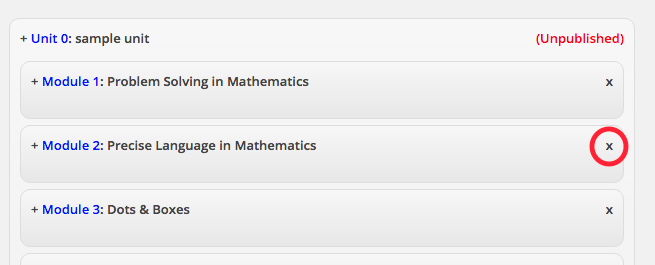 + Unit 0: sample unit (Unpublished)
+ Module 1: Problem Solving in Mathematics x
+ Module 2: Precise Language in Mathematics x
+ Module 3: Dots & Boxes x